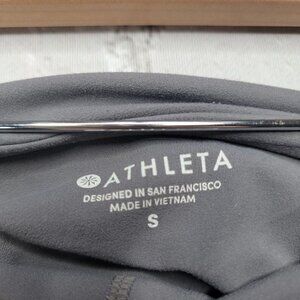 ATHLETA
DESIGNED IN SAN FRANCISCO
MADE IN VIETNAM
S